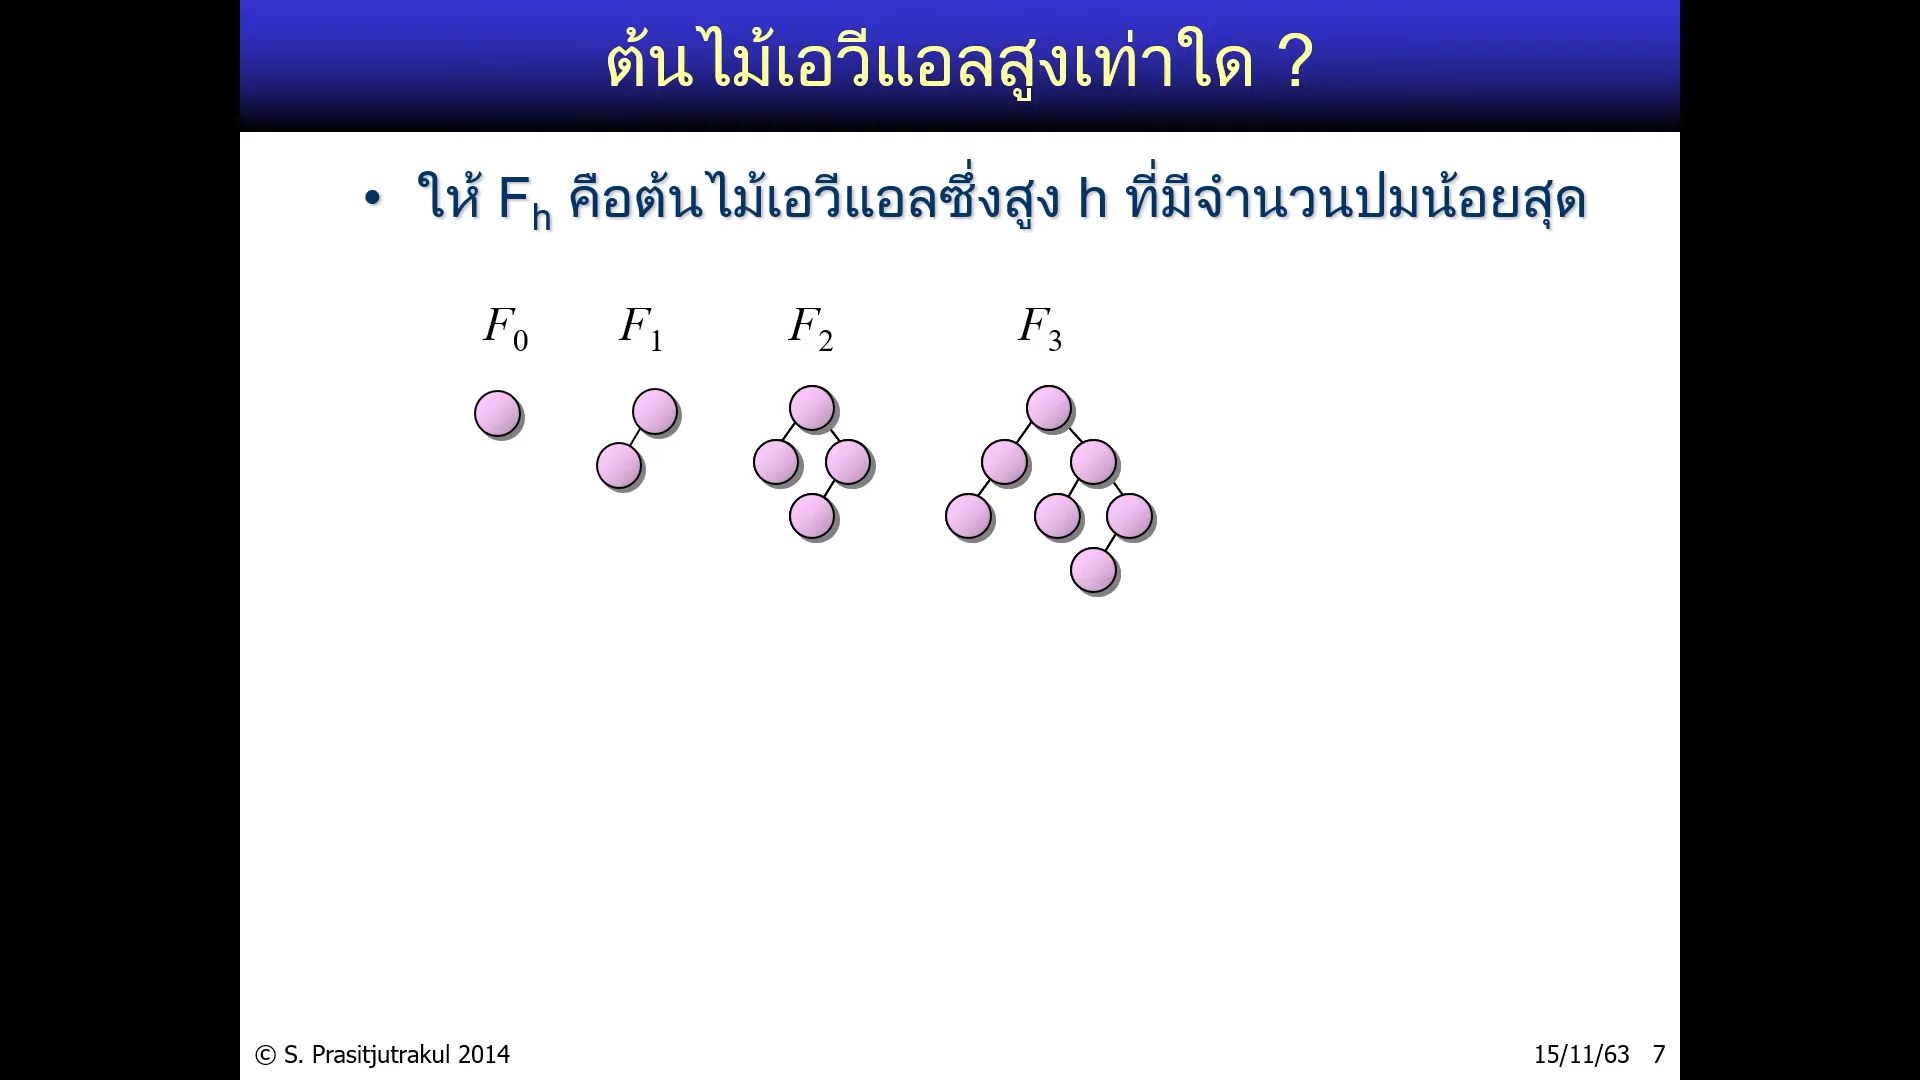 ต้นไม้เอวีแอลสูงเท่าใด ?
• ให้ Fh คือต้นไม้เอวีแอลซึ่งสูง h ที่มีจำนวนปมน้อยสุด
F0 F1 F2 F3
© S. Prasitjutrakul 2014 15/11/63 7